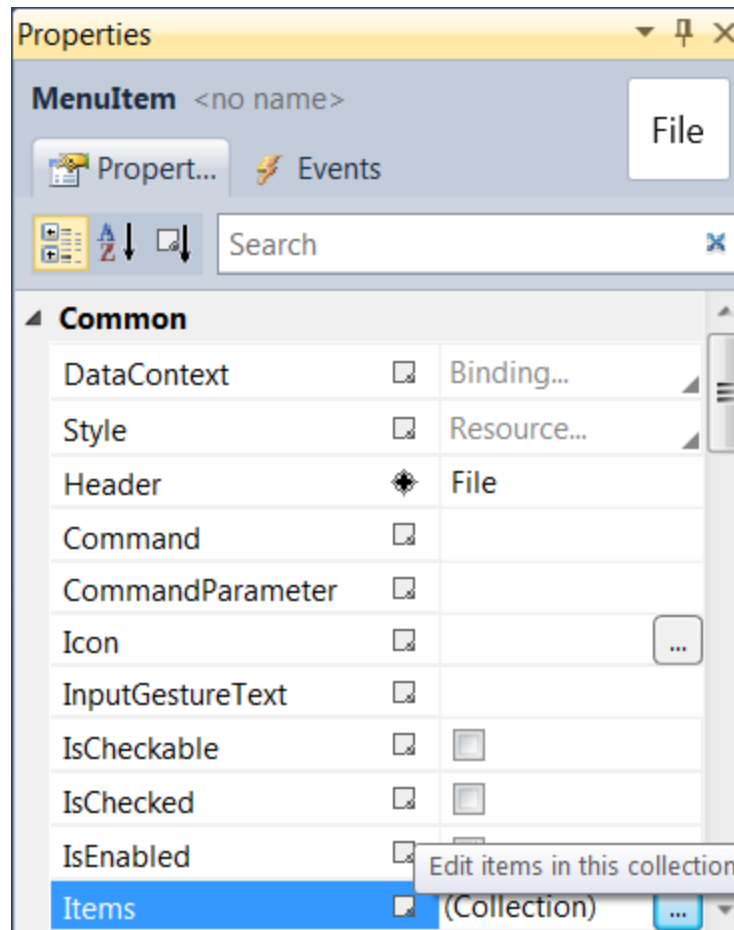 Properties
MenuItem <no name>
File
Propert...
Events
Search
Common
DataContext Binding...
Style Resource...
Header File
Command
CommandParameter
Icon ...
InputGestureText
IsCheckable
IsChecked
IsEnabled
Edit items in this collection
Items (Collection) ...